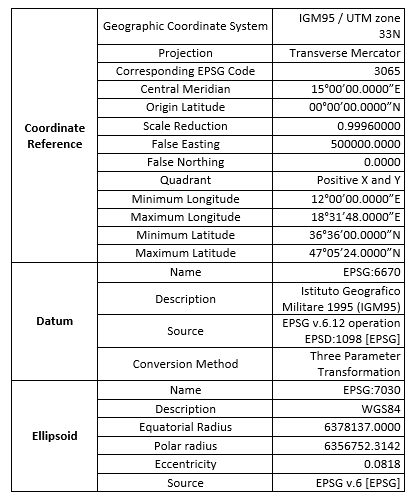 Coordinate Reference
Geographic Coordinate System
IGM95 / UTM zone
33N
Projection
Transverse Mercator
Corresponding EPSG Code
3065
Central Meridian
15°00’00.0000”E
Origin Latitude
00°00’00.0000”N
Scale Reduction
0.99960000
False Easting
500000.0000
False Northing
0.0000
Quadrant
Positive X and Y
Minimum Longitude
12°00’00.0000”E
Maximum Longitude
18°31’48.0000”E
Minimum Latitude
36°36’00.0000”N
Maximum Latitude
47°05’24.0000”N
Datum
Name
EPSG:6670
Description
Istituto Geografico
Militare 1995 (IGM95)
Source
EPSG v.6.12 operation
EPSD:1098 [EPSG]
Conversion Method
Three Parameter
Transformation
Ellipsoid
Name
EPSG:7030
Description
WGS84
Equatorial Radius
6378137.0000
Polar radius
6356752.3142
Eccentricity
0.0818
Source
EPSG v.6 [EPSG]